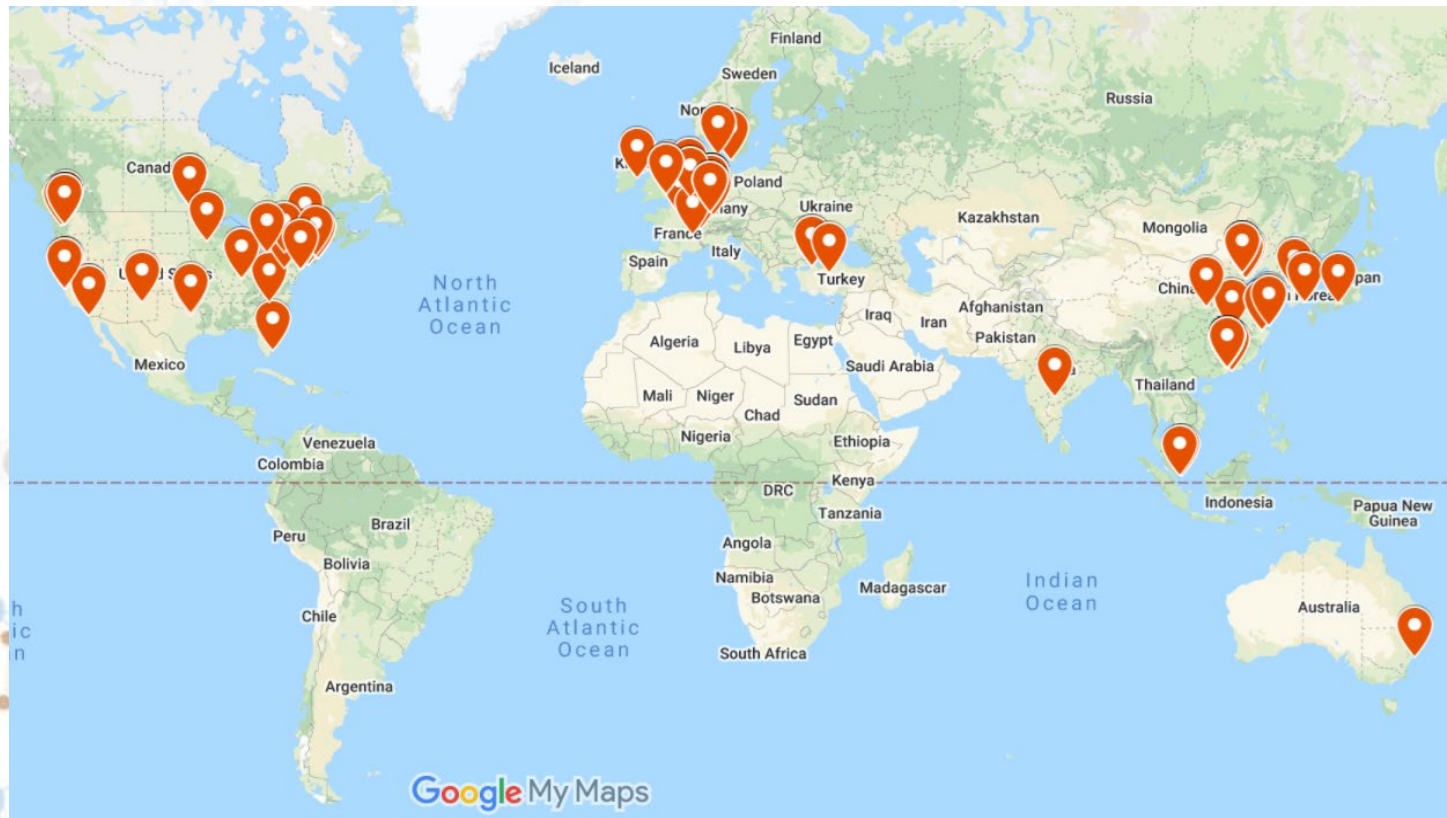 Iceland
Finland
Sweden
Russia
Canad
K
Poland
Ukraine
many
Kazakhstan
Mongolia
France
Italy
Spain
Turkey
China
North
Atlantic
Ocean
Iraq
Iran
Afghanistan
Pakistan
Mexico
Algeria
Libya
Egypt
Saudi Arabia
Thailand
Mali
Niger
Chad
Sudan
Nigeria
Ethiopia
Venezuela
Colombia
DRC
Kenya
Indonesia
Papua New
Guinea
Tanzania
Brazil
Peru
Angola
Bolivia
Namibia
Madagascar
Botswana
Indian
Ocean
Chile
South
Atlantic
Ocean
Australia
South Africa
Argentina
Google My Maps